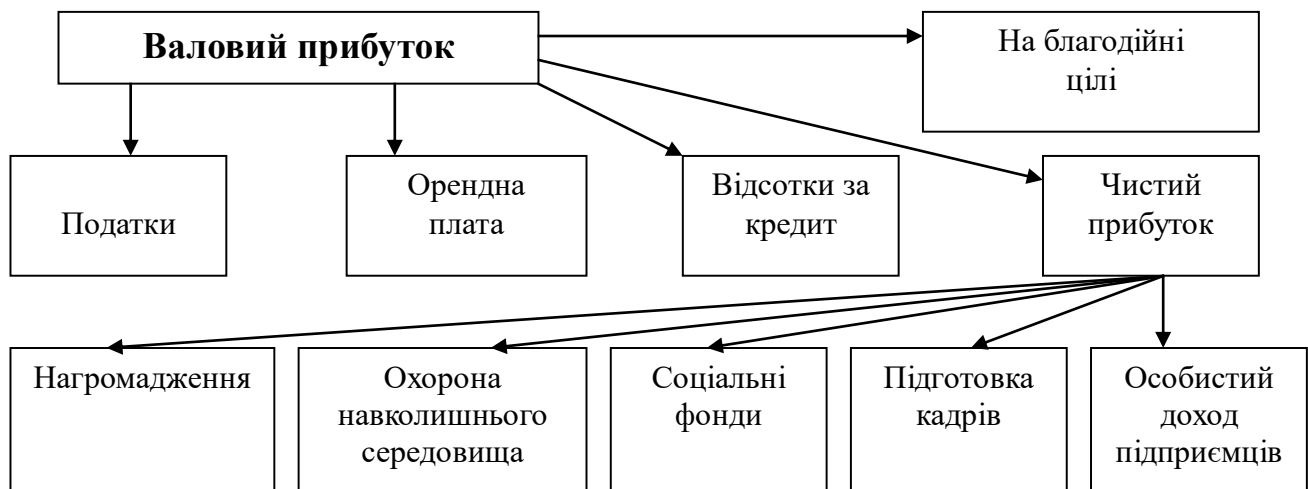 Валовий прибуток
На благодійні
цілі
Податки
Орендна
плата
Відсотки за
кредит
Чистий
прибуток
Нагромадження
Охорона
навколишнього
середовища
Соціальні
фонди
Підготовка
кадрів
Особистий
доход
підприємців